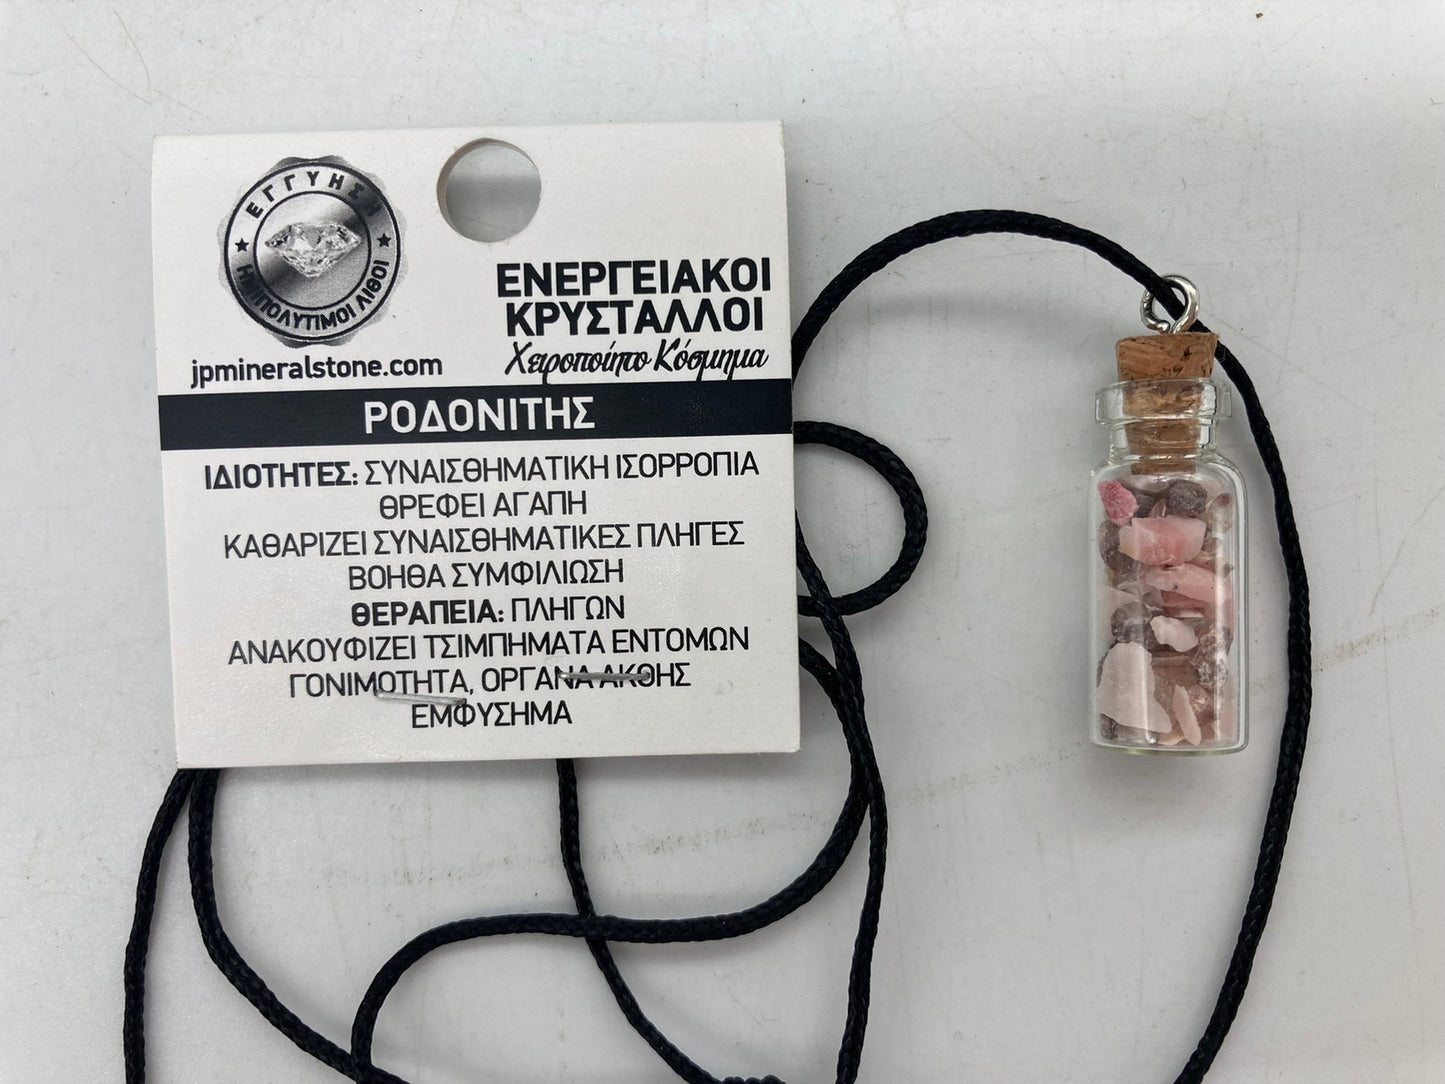 ΕΓΓΥΗΣΗ
ΗΜΙΠΟΛΥΤΙΜΟΙ ΛΙΘΟΙ
jpmineralstone.com
ΕΝΕΡΓΕΙΑΚΟΙ
ΚΡΥΣΤΑΛΛΟΙ
Χειροποίητο Κόσμημα
ΡΟΔΟΝΙΤΗΣ
ΙΔΙΟΤΗΤΕΣ: ΣΥΝΑΙΣΘΗΜΑΤΙΚΗ ΙΣΟΡΡΟΠΙΑ
ΘΡΕΦΕΙ ΑΓΑΠΗ
ΚΑΘΑΡΙΖΕΙ ΣΥΝΑΙΣΘΗΜΑΤΙΚΕΣ ΠΛΗΓΕΣ
ΒΟΗΘΑ ΣΥΜΦΙΛΙΩΣΗ
ΘΕΡΑΠΕΙΑ: ΠΛΗΓΩΝ
ΑΝΑΚΟΥΦΙΖΕΙ ΤΣΙΜΠΗΜΑΤΑ ΕΝΤΟΜΩΝ
ΓΟΝΙΜΟΤΗΤΑ, ΟΡΓΑΝΑ ΑΚΟΗΣ
ΕΜΦΥΣΗΜΑ